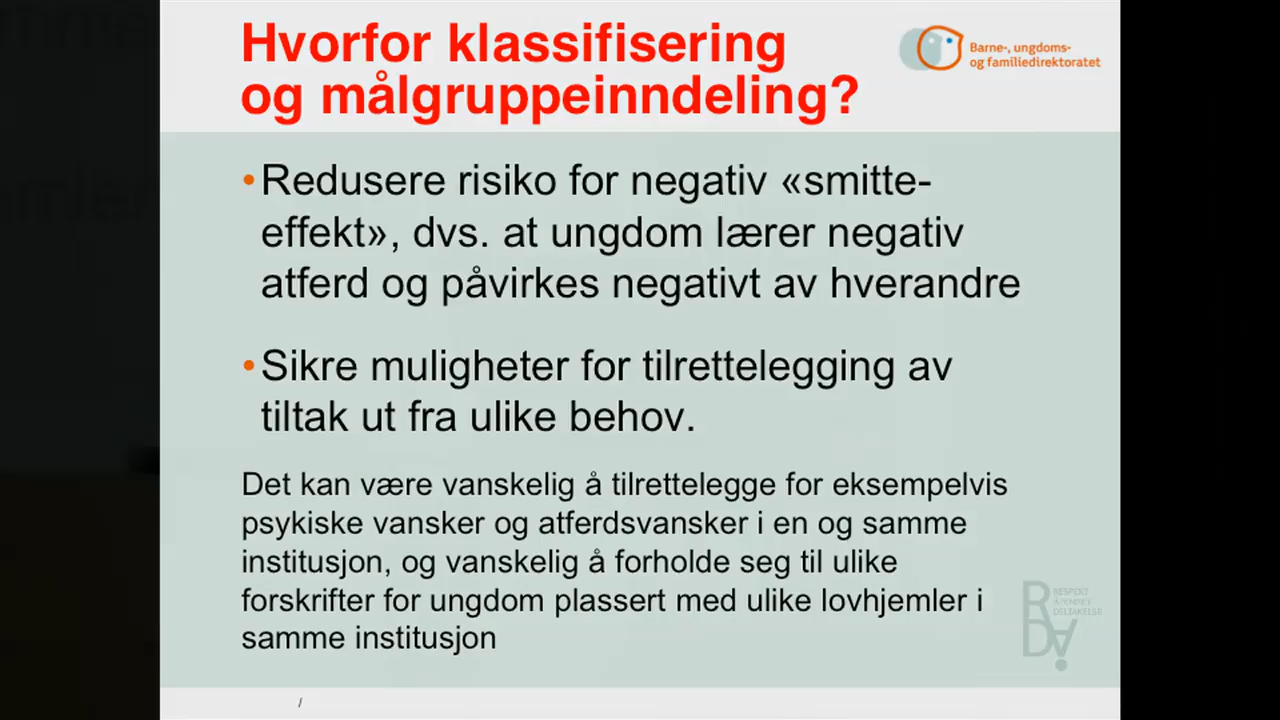 Hvorfor klassifisering
og målgruppeinndeling?
Barne-, ungdoms-
og familiedirektoratet
•Redusere risiko for negativ «smitte-
effekt», dvs. at ungdom lærer negativ
atferd og påvirkes negativt av hverandre
•Sikre muligheter for tilrettelegging av
tiltak ut fra ulike behov.
Det kan være vanskelig å tilrettelegge for eksempelvis
psykiske vansker og atferdsvansker i en og samme
institusjon, og vanskelig å forholde seg til ulike
forskrifter for ungdom plassert med ulike lovhjemler i
samme institusjon
RESPEKT
DELTAKELSE
/